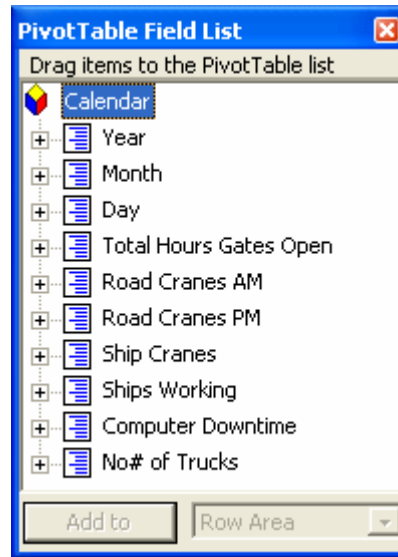 PivotTable Field List
Drag items to the PivotTable list
Calendar
Year
Month
Day
Total Hours Gates Open
Road Cranes AM
Road Cranes PM
Ship Cranes
Ships Working
Computer Downtime
No# of Trucks
Add to Row Area